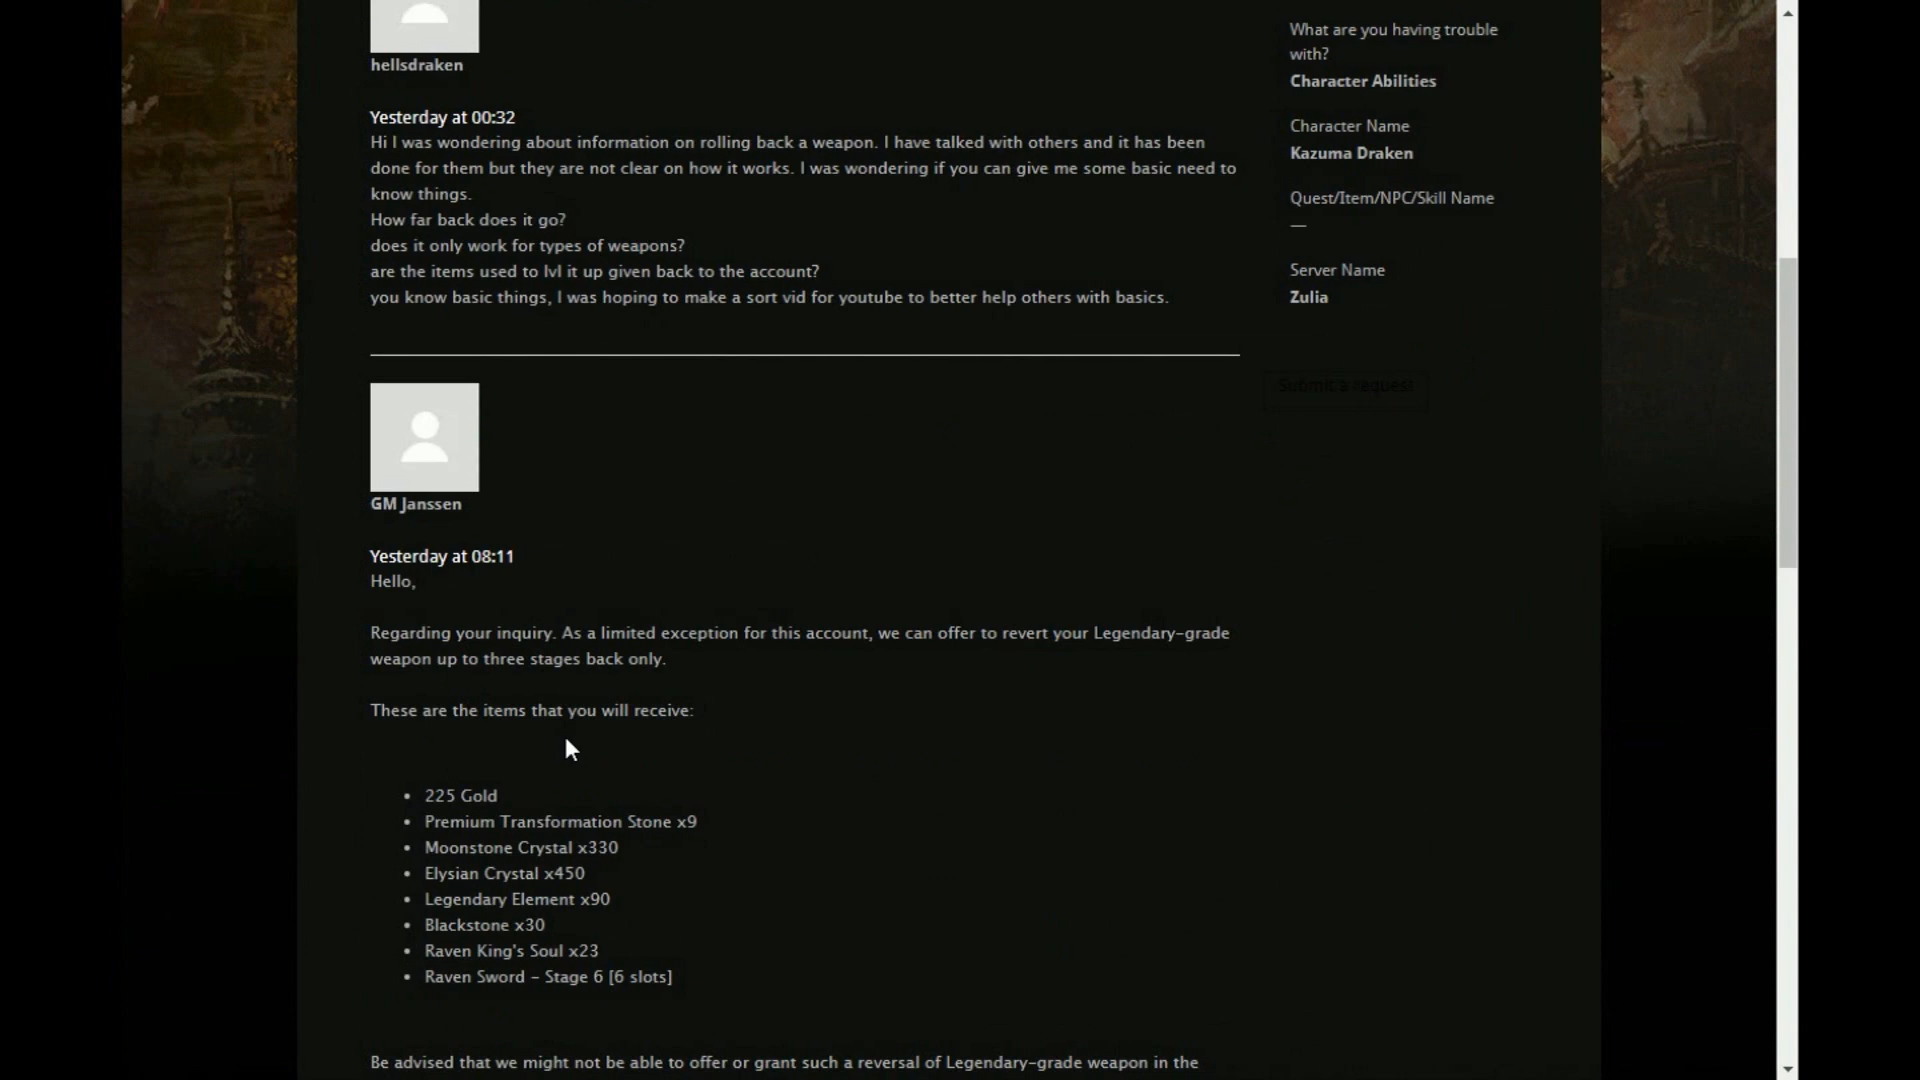 hellsdraken
Yesterday at 00:32
Hi I was wondering about information on rolling back a weapon. I have talked with others and it has been
done for them but they are not clear on how it works. I was wondering if you can give me some basic need to
know things.
How far back does it go?
does it only work for types of weapons?
are the items used to lvl it up given back to the account?
you know basic things, I was hoping to make a sort vid for youtube to better help others with basics.
GM Janssen
Yesterday at 08:11
Hello,
Regarding your inquiry. As a limited exception for this account, we can offer to revert your Legendary-grade
weapon up to three stages back only.
These are the items that you will receive:
• 225 Gold
• Premium Transformation Stone x9
• Moonstone Crystal x330
• Elysian Crystal x450
• Legendary Element x90
• Blackstone x30
• Raven King's Soul x23
• Raven Sword – Stage 6 [6 slots]
Be advised that we might not be able to offer or grant such a reversal of Legendary-grade weapon in the
What are you having trouble
with?
Character Abilities
Character Name
Kazuma Draken
Quest/Item/NPC/Skill Name
—
Server Name
Zulia
Submit a request